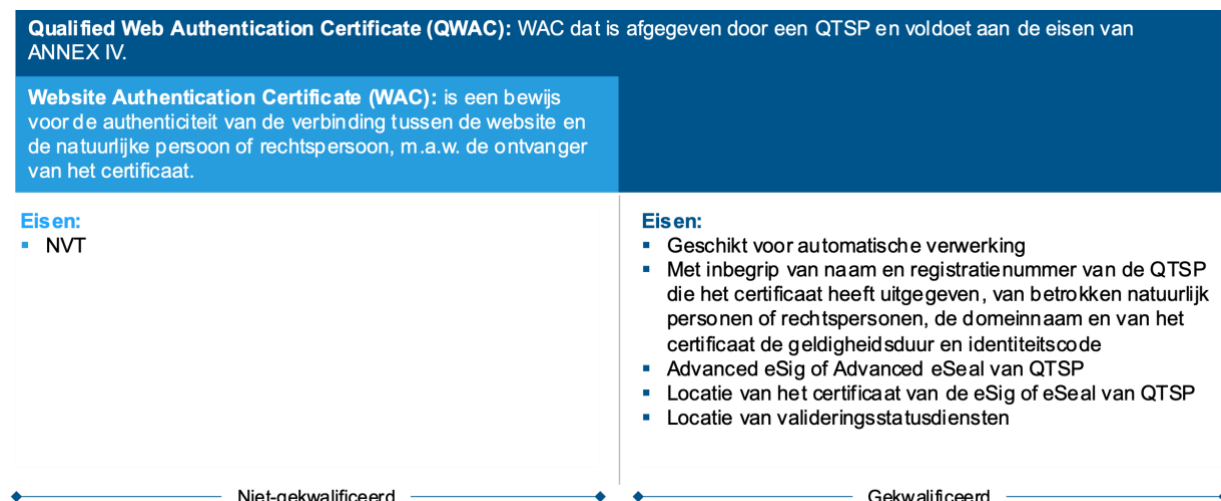 Qualified Web Authentication Certificate (QWAC): WAC dat is afgegeven door een QTSP en voldoet aan de eisen van
ANNEX IV.
Website Authentication Certificate (WAC): is een bewijs
voor de authenticiteit van de verbinding tussen de website en
de natuurlijke persoon of rechtspersoon, m.a.w. de ontvanger
van het certificaat.
Eisen:
▪ NVT
Eisen:
▪ Geschikt voor automatische verwerking
▪ Met inbegrip van naam en registratienummer van de QTSP
die het certificaat heeft uitgegeven, van betrokken natuurlijk
personen of rechtspersonen, de domeinnaam en van het
certificaat de geldigheidsduur en identiteitscode
▪ Advanced eSig of Advanced eSeal van QTSP
▪ Locatie van het certificaat van de eSig of eSeal van QTSP
▪ Locatie van valideringsstatusdiensten
Niet-gekwalificeerd
Gekwalificeerd